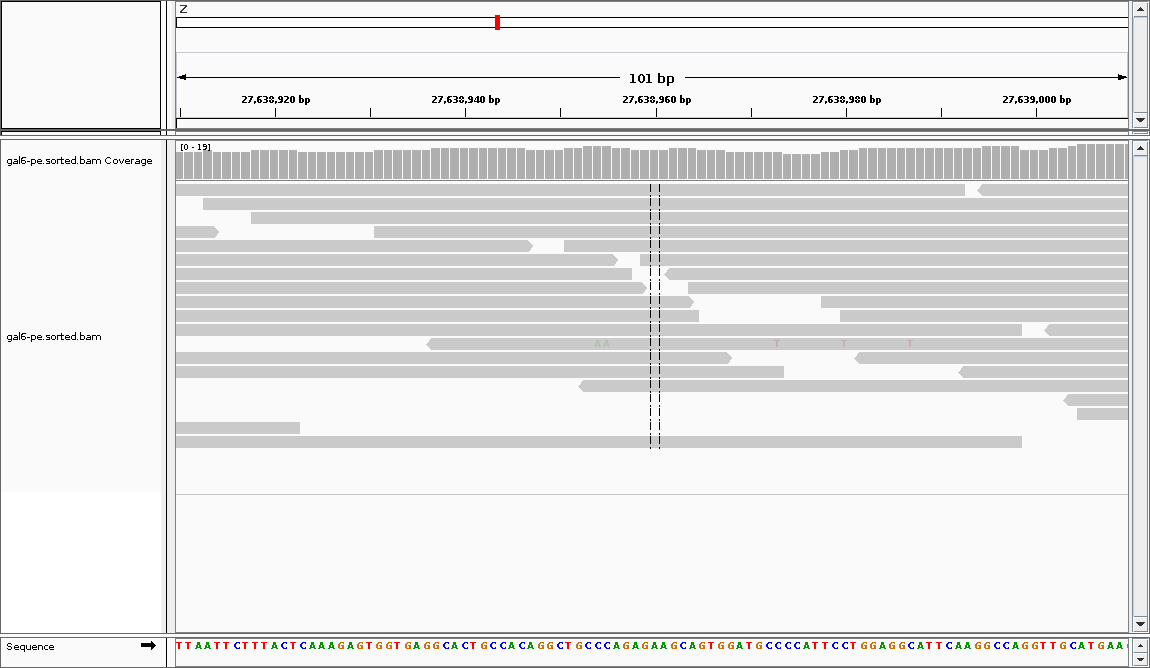 Z
101 bp
27,638,920 bp 27,638,940 bp 27,638,960 bp 27,638,980 bp 27,639,000 bp
gal6-pe.sorted.bam Coverage
[0 - 19]
gal6-pe.sorted.bam
A A T T T
Sequence
TTAATTCTTTACTCAAAGAGTGGTGAGGCACTGCCACAGGCTGCCCAGAGAAGCAGTGGATGCCCCATTCCTGGAGGCATTCAAGGCCAGGTTGCATGAA